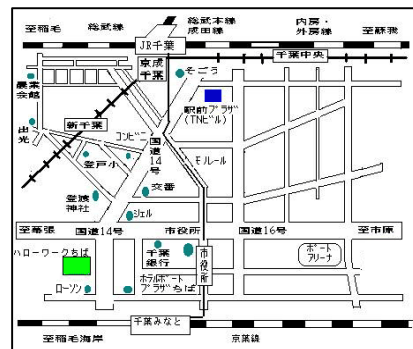 至稲毛
総武線
総武本線
成田線
内房・
外房線
至蘇我
JR千葉
京成
千葉
千葉中央
農業
会館
そごう
駅前プラザ
(TNビル)
新千葉
出光
コンビニ
国道14号
登戸小
モノレール
登渡
神社
交番
シェル
至幕張
国道14号
市役所
国道16号
至市原
ハローワークちば
千葉
銀行
市役所
ポート
アリーナ
ローソン
ホテルポート
プラザちば
千葉みなと
至稲毛海岸
京葉線